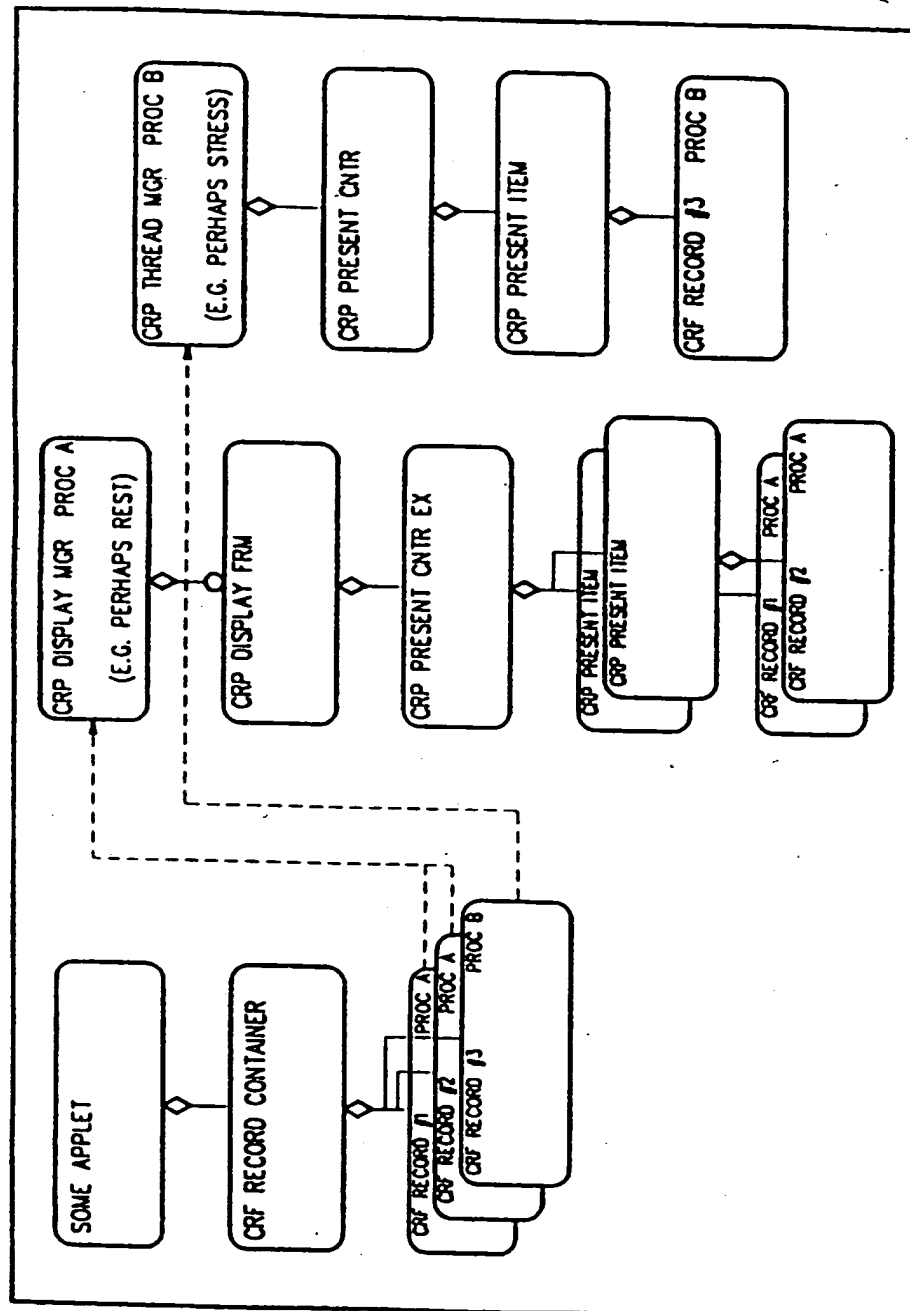 SOME APPLET
CRF RECORD CONTAINER
CRF RECORD #1 PROC A
CRF RECORD #2 PROC A
CRF RECORD #3 PROC B
CRP DISPLAY MGR PROC A
(E.G. PERHAPS REST)
CRP DISPLAY FRM
CRP PRESENT CNTR EX
CRP PRESENT ITEM
CRP PRESENT ITEM
CRF RECORD #1 PROC A
CRF RECORD #2 PROC A
CRP THREAD MGR PROC B
(E.G. PERHAPS STRESS)
CRP PRESENT CNTR
CRP PRESENT ITEM
CRF RECORD #3 PROC B